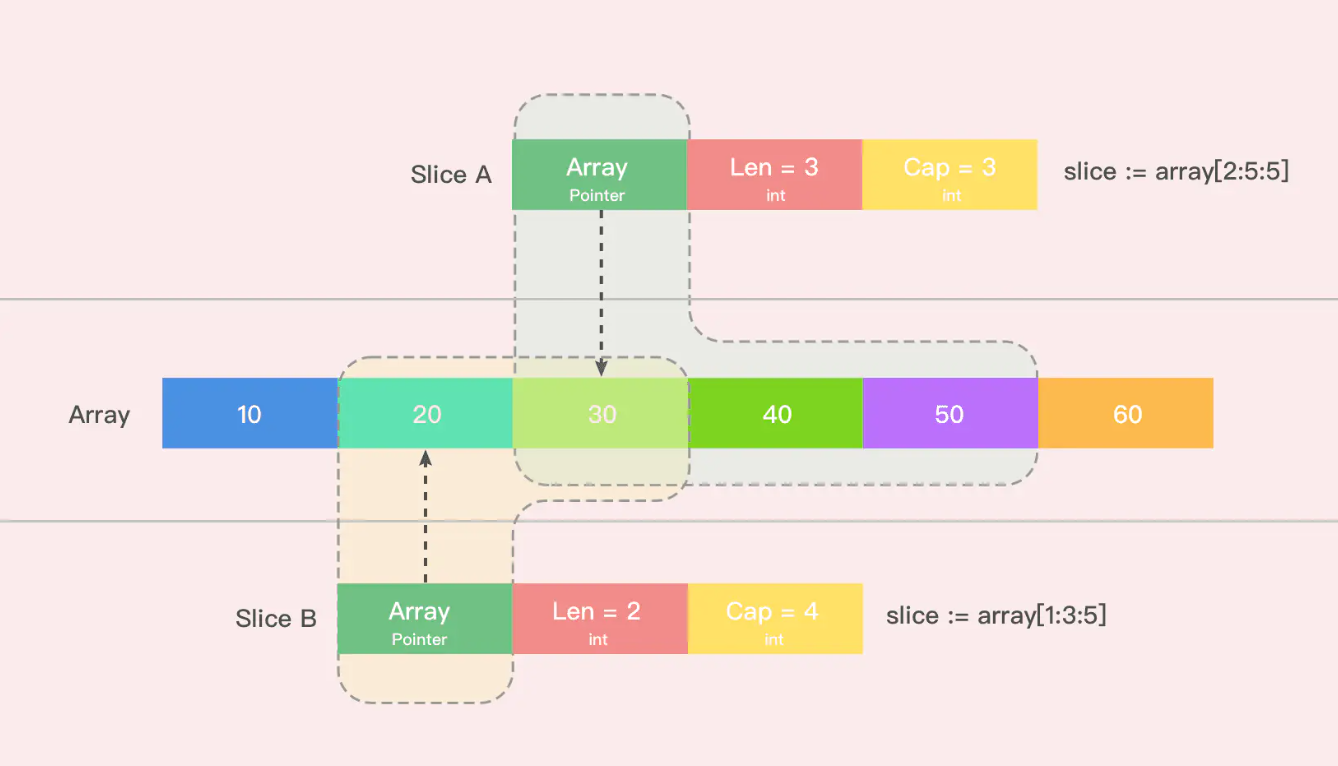 Slice A
Array
Pointer
Len = 3
int
Cap = 3
int
slice := array[2:5:5]
Array
10
20
30
40
50
60
Slice B
Array
Pointer
Len = 2
int
Cap = 4
int
slice := array[1:3:5]